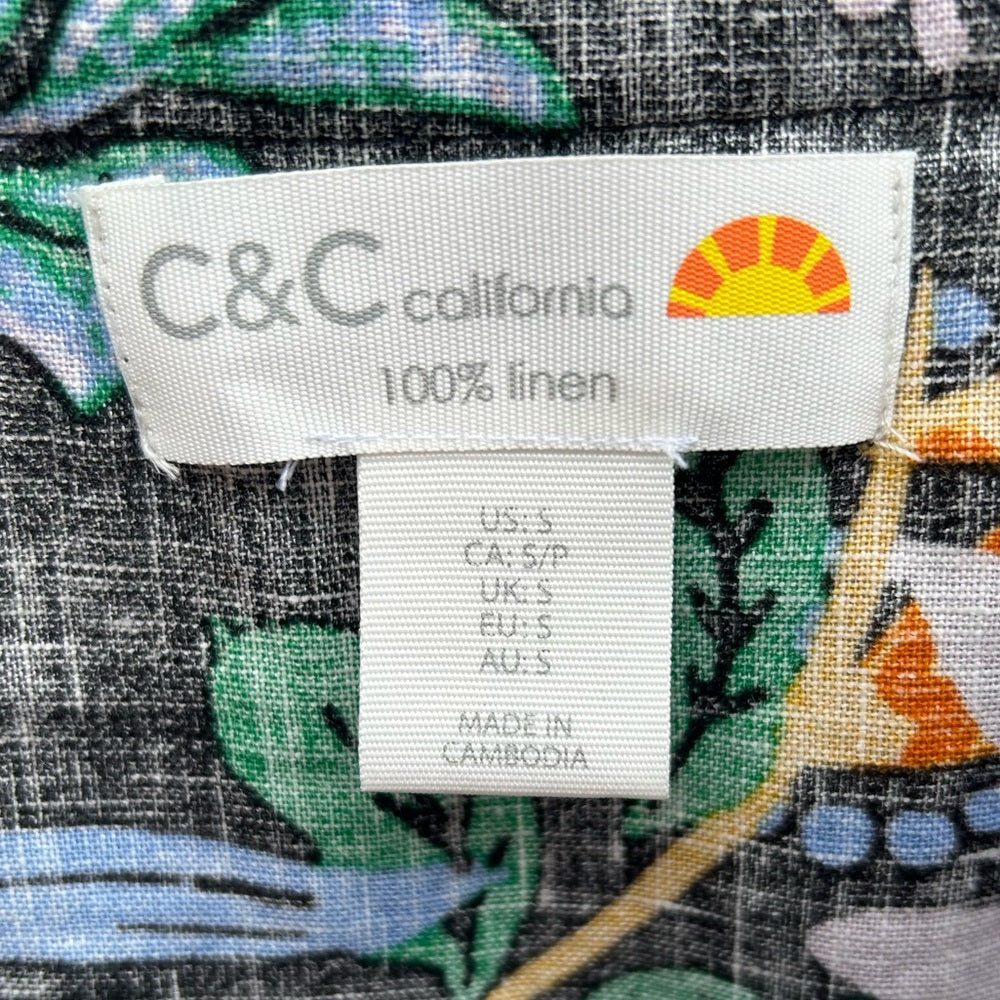 C&C california
100% linen
US: S
CA: S/P
UK: S
EU: S
AU: S
MADE IN
CAMBODIA